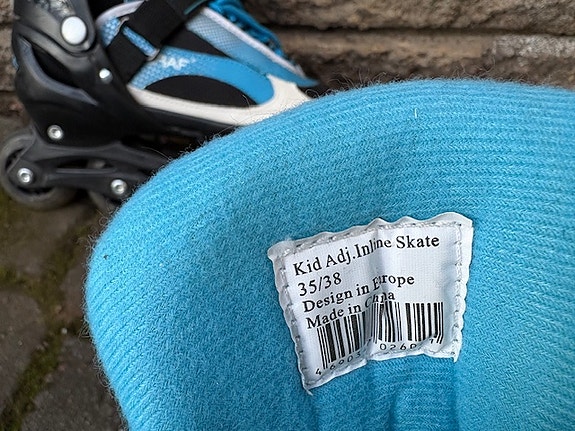 Kid Adj.Inline Skate
35/38
Design in Europe
Made in China